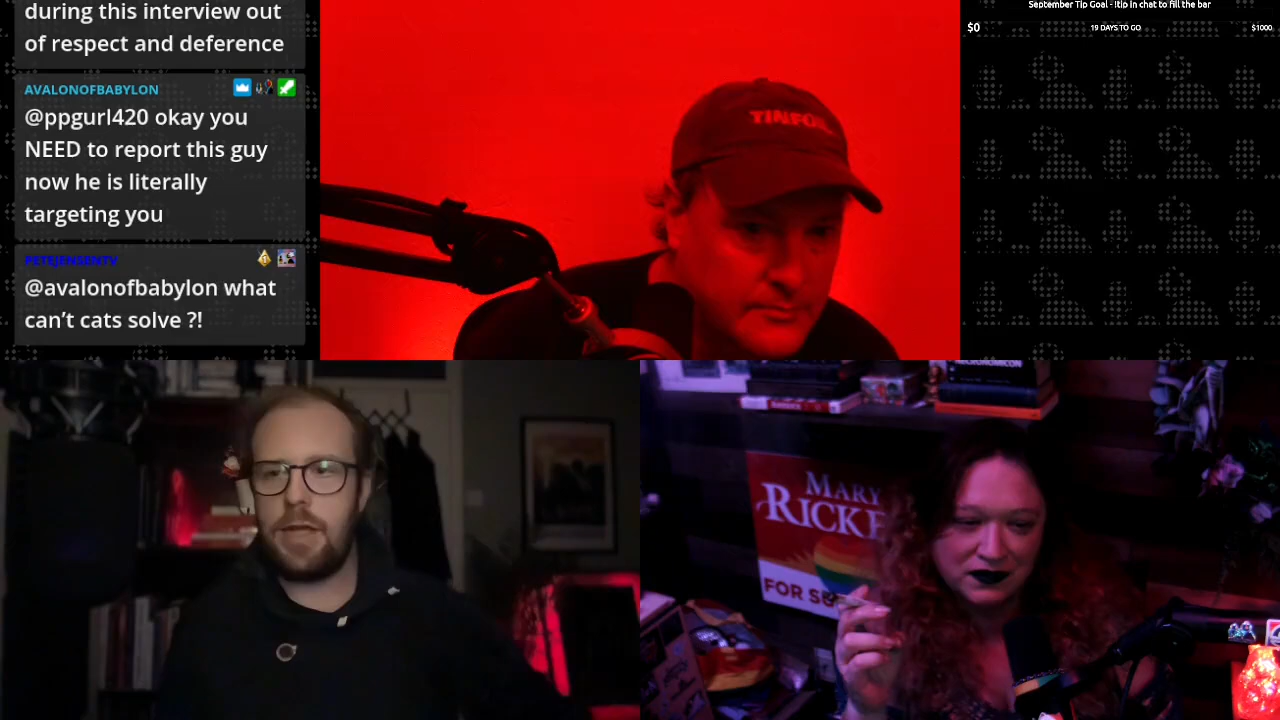 during this interview out
of respect and deference
AVALONOFBABYLON
@ppgurl420 okay you
NEED to report this guy
now he is literally
targeting you
PETEJENSENTV
@avalonofbabylon what
can't cats solve ?!
September Tip Goal - !tip in chat to fill the bar
$0
19 DAYS TO GO
$1000
MARY
FOR